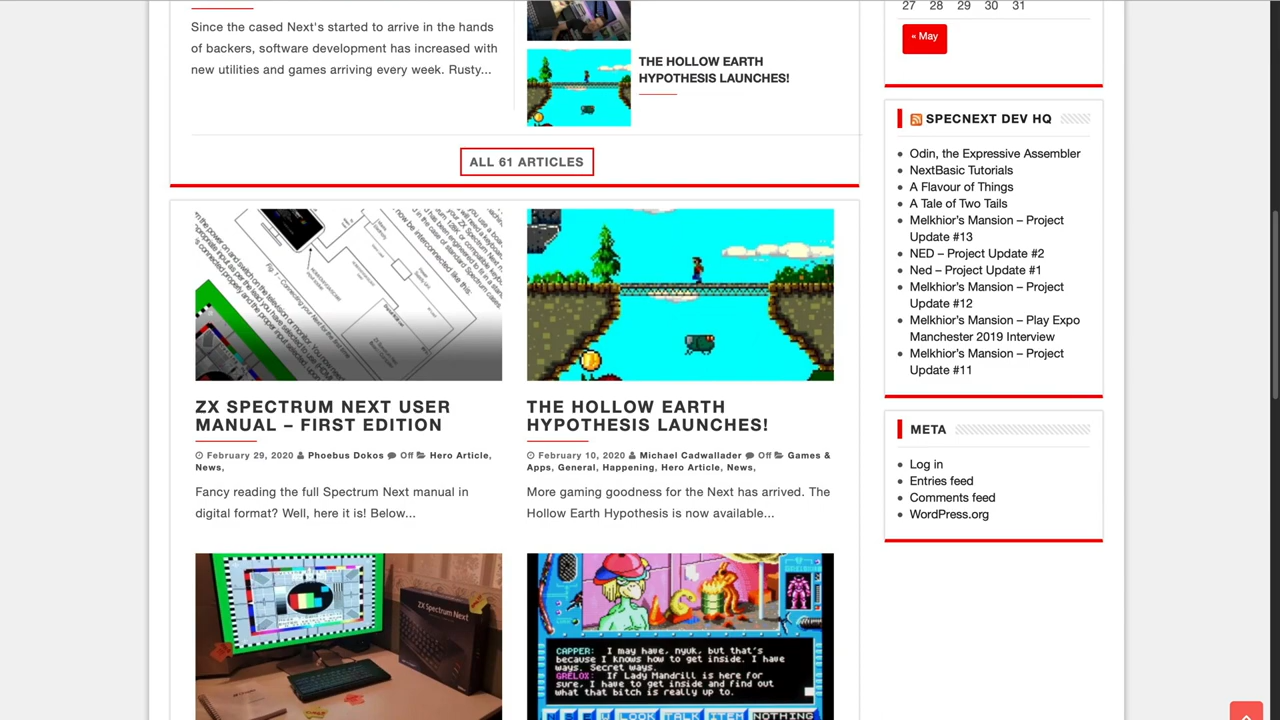 Since the cased Next's started to arrive in the hands
of backers, software development has increased with
new utilities and games arriving every week. Rusty...
THE HOLLOW EARTH
HYPOTHESIS LAUNCHES!
ALL 61 ARTICLES
ZX SPECTRUM NEXT USER
MANUAL – FIRST EDITION
February 29, 2020 Phoebus Dokos Off Hero Article,
News,
Fancy reading the full Spectrum Next manual in
digital format? Well, here it is! Below...
THE HOLLOW EARTH
HYPOTHESIS LAUNCHES!
February 10, 2020 Michael Cadwallader Off Games &
Apps, General, Happening, Hero Article, News,
More gaming goodness for the Next has arrived. The
Hollow Earth Hypothesis is now available...
ZX Spectrum Next
CAPPER: I may have, nyuk, but that's
because I knows how to get inside. I have
ways. Secret ways.
GRELOX: If Lady Mandrill is here for
sure, I have to get inside and find out
what that bitch is really up to.
N S E W LOOK TALK ITEM NOTHING
27 28 29 30 31
« May
SPECNEXT DEV HQ
• Odin, the Expressive Assembler
• NextBasic Tutorials
• A Flavour of Things
• A Tale of Two Tails
• Melkhior's Mansion – Project
Update #13
• NED – Project Update #2
• Ned – Project Update #1
• Melkhior's Mansion – Project
Update #12
• Melkhior's Mansion – Play Expo
Manchester 2019 Interview
• Melkhior's Mansion – Project
Update #11
META
• Log in
• Entries feed
• Comments feed
• WordPress.org